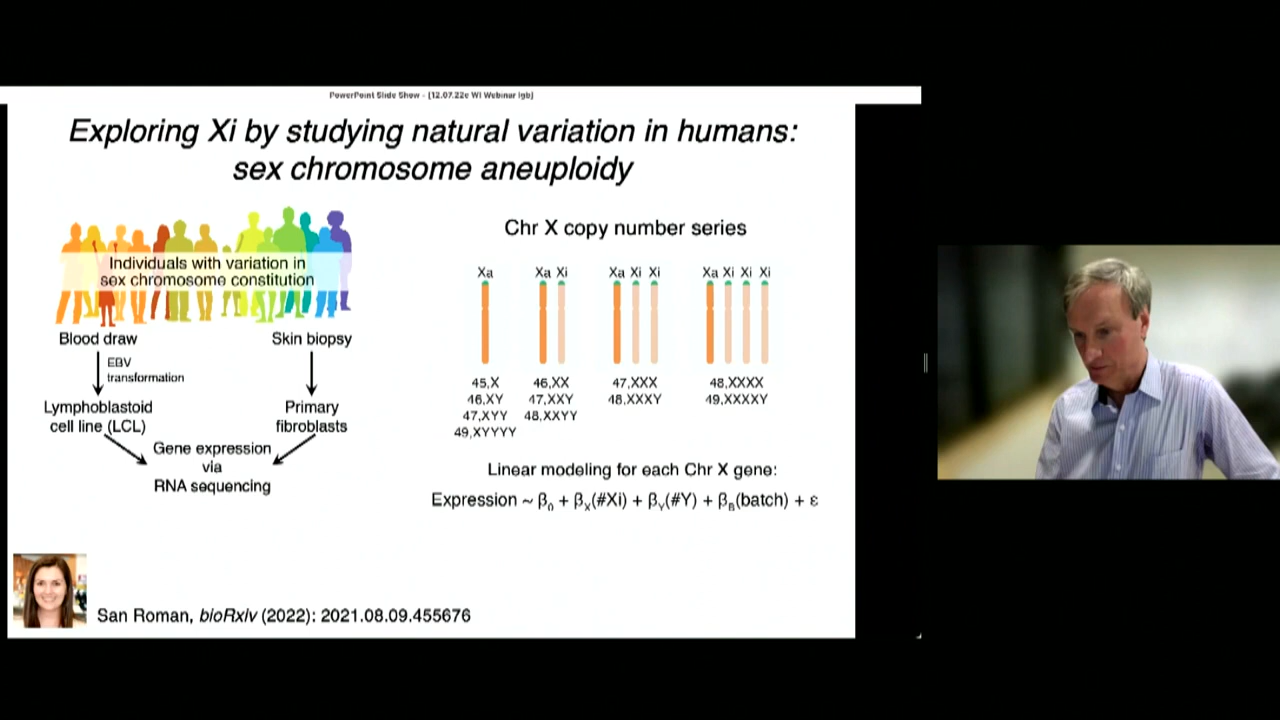 PowerPoint Slide Show - [12.07.22c WI Webinar lgb]
Exploring Xi by studying natural variation in humans:
sex chromosome aneuploidy
Individuals with variation in
sex chromosome constitution
Blood draw
Skin biopsy
EBV
transformation
Lymphoblastoid
cell line (LCL)
Primary
fibroblasts
Gene expression
via
RNA sequencing
Chr X copy number series
Xa
Xa Xi
Xa Xi Xi
Xa Xi Xi Xi
45,X
46,XY
47,XYY
49,XYYYY
46,XX
47,XXY
48,XXYY
47,XXX
48,XXXY
48,XXXX
49,XXXXY
Linear modeling for each Chr X gene:
Expression ~ β₀ + βX(#Xi) + βY(#Y) + βB(batch) + ε
San Roman, bioRxiv (2022): 2021.08.09.455676